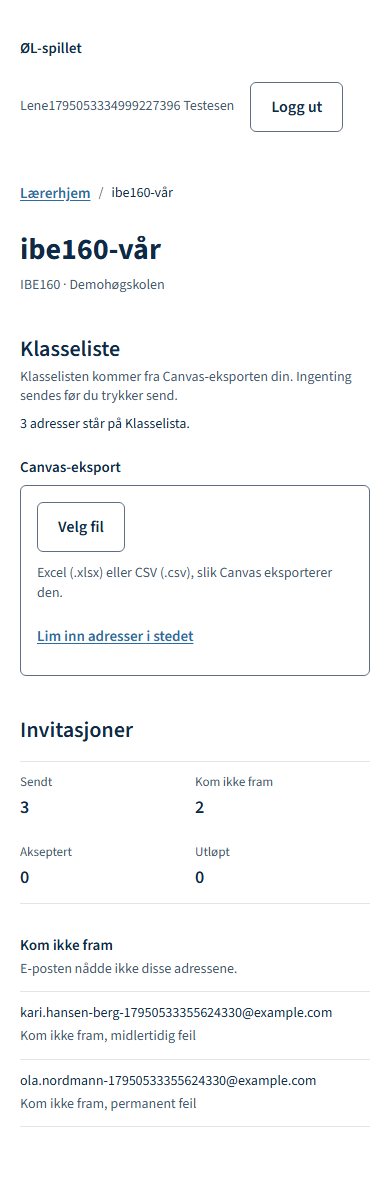 ØL-spillet
Lene1795053334999227396 Testesen
Logg ut
Lærerhjem / ibe160-vår
ibe160-vår
IBE160 · Demohøgskolen
Klasseliste
Klasselisten kommer fra Canvas-eksporten din. Ingenting
sendes før du trykker send.
3 adresser står på Klasselista.
Canvas-eksport
Velg fil
Excel (.xlsx) eller CSV (.csv), slik Canvas eksporterer
den.
Lim inn adresser i stedet
Invitasjoner
Sendt
3
Kom ikke fram
2
Akseptert
0
Utløpt
0
Kom ikke fram
E-posten nådde ikke disse adressene.
kari.hansen-berg-17950533355624330@example.com
Kom ikke fram, midlertidig feil
ola.nordmann-17950533355624330@example.com
Kom ikke fram, permanent feil